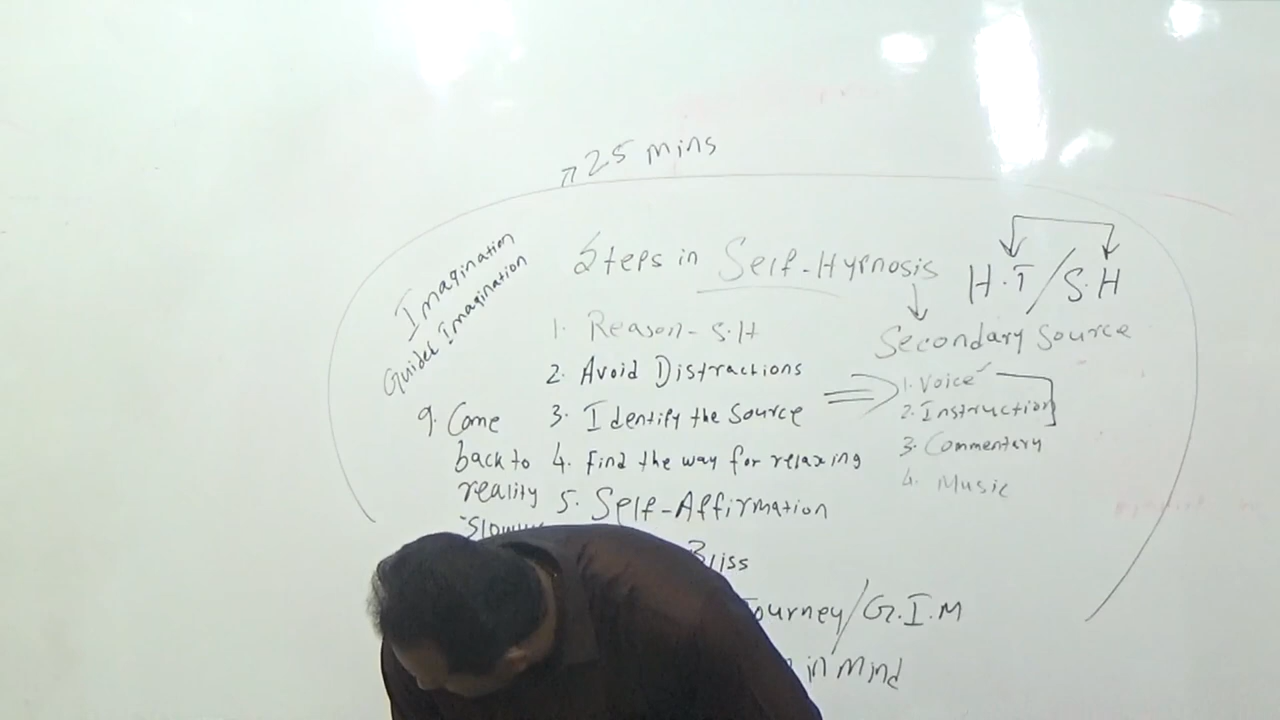 25 mins
Imagination
Guided Imagination
Steps in Self-Hypnosis
H.T/S.H
Secondary Source
1. Reason - S.H
2. Avoid Distractions
3. Identify the Source
4. Find the way for relaxing
5. Self-Affirmation
Bliss
Journey/G.I.M
in Mind
9. Come
back to
reality
slowly
1. Voice
2. Instruction
3. Commentary
4. Music